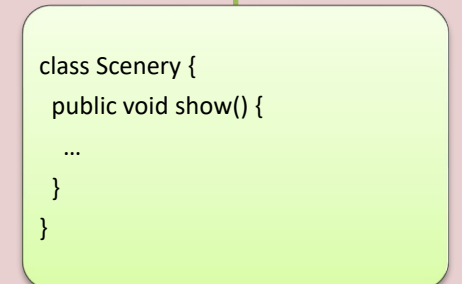 class Scenery {
public void show() {
…
}
}